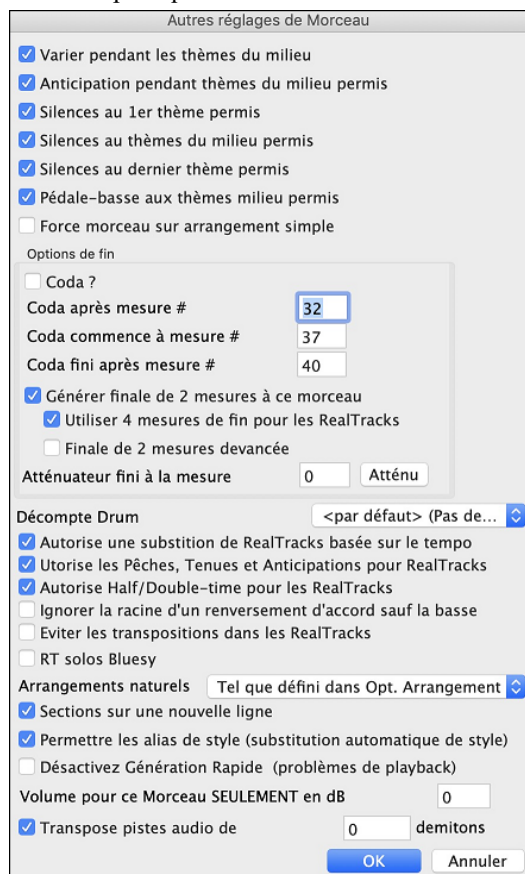 Autres réglages de Morceau
Varier pendant les thèmes du milieu
Anticipation pendant thèmes du milieu permis
Silences au 1er thème permis
Silences au thèmes du milieu permis
Silences au dernier thème permis
Pédale-basse aux thèmes milieu permis
Force morceau sur arrangement simple
Options de fin
Coda ?
Coda après mesure # 32
Coda commence à mesure # 37
Coda fini après mesure # 40
Générer finale de 2 mesures à ce morceau
Utiliser 4 mesures de fin pour les RealTracks
Finale de 2 mesures devancée
Atténuateur fini à la mesure 0 Atténu
Décompte Drum <par défaut> (Pas de...
Autorise une substition de RealTracks basée sur le tempo
Utorise les Pêches, Tenues et Anticipations pour RealTracks
Autorise Half/Double-time pour les RealTracks
Ignorer la racine d'un renversement d'accord sauf la basse
Eviter les transpositions dans les RealTracks
RT solos Bluesy
Arrangements naturels Tel que défini dans Opt. Arrangement
Sections sur une nouvelle ligne
Permettre les alias de style (substitution automatique de style)
Désactivez Génération Rapide (problèmes de playback)
Volume pour ce Morceau SEULEMENT en dB 0
Transpose pistes audio de 0 demitons
OK Annuler